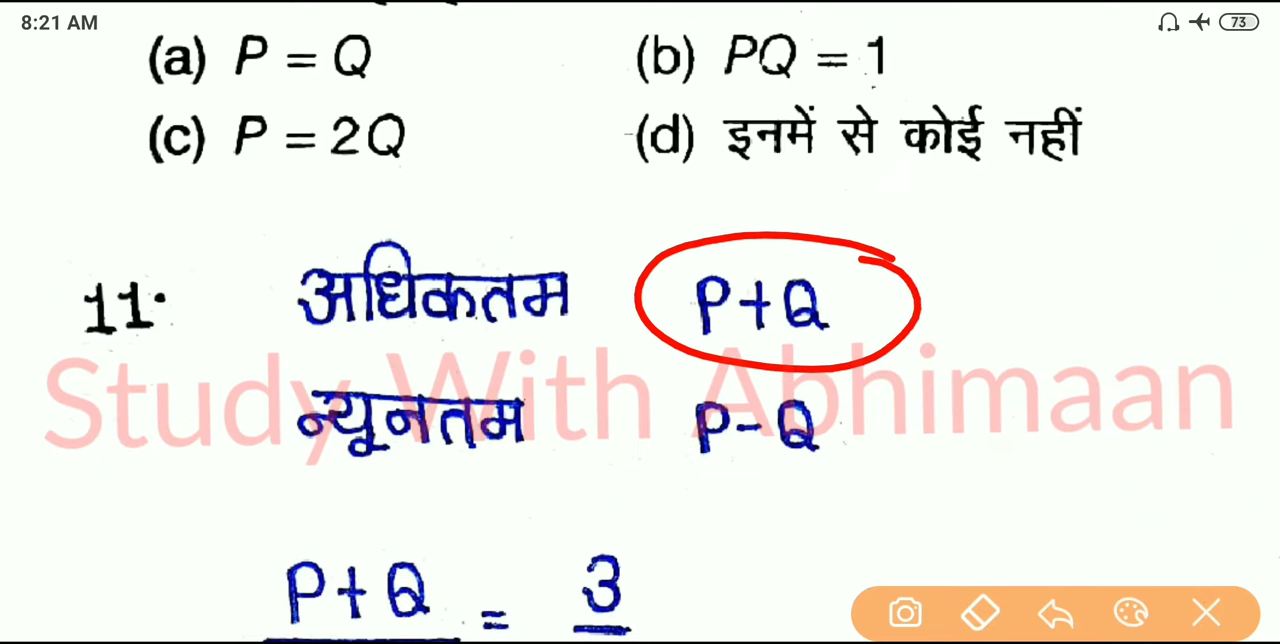 8:21 AM 73
(a) P = Q (b) PQ = 1
(c) P = 2Q (d) इनमें से कोई नहीं
11. अधिकतम P+Q
Study With Abhimaan
न्यूनतम P-Q
P+Q = 3